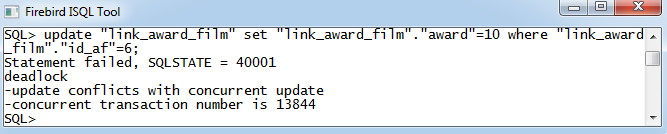 Firebird ISQL Tool
SQL> update "link_award_film" set "link_award_film"."award"=10 where "link_award
_film"."id_af"=6;
Statement failed, SQLSTATE = 40001
deadlock
-update conflicts with concurrent update
-concurrent transaction number is 13844
SQL>